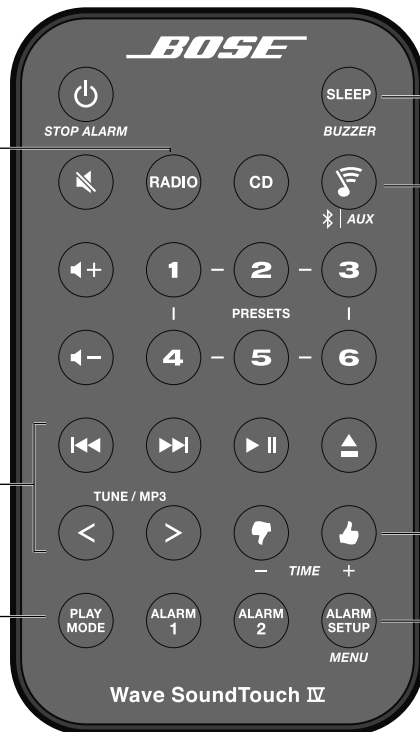 BOSE
SLEEP
STOP ALARM
BUZZER
RADIO
CD
AUX
1 - 2 - 3
PRESETS
4 - 5 - 6
TUNE / MP3
– TIME +
PLAY
MODE
ALARM
1
ALARM
2
ALARM
SETUP
MENU
Wave SoundTouch IV